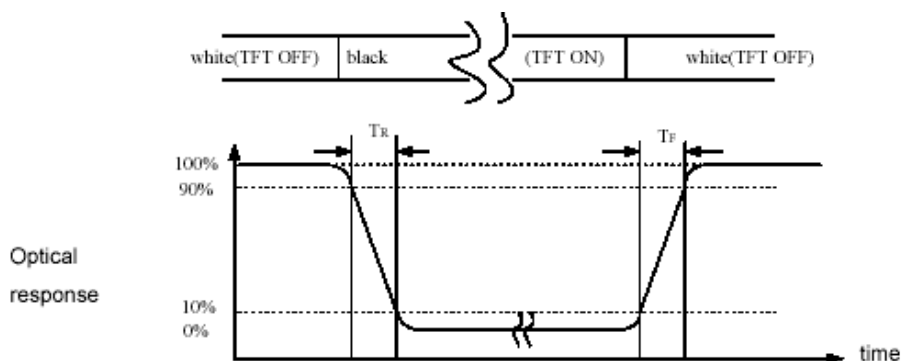 white(TFT OFF) black (TFT ON) white(TFT OFF)
TR TF
100%
90%
Optical
response
10%
0%
time